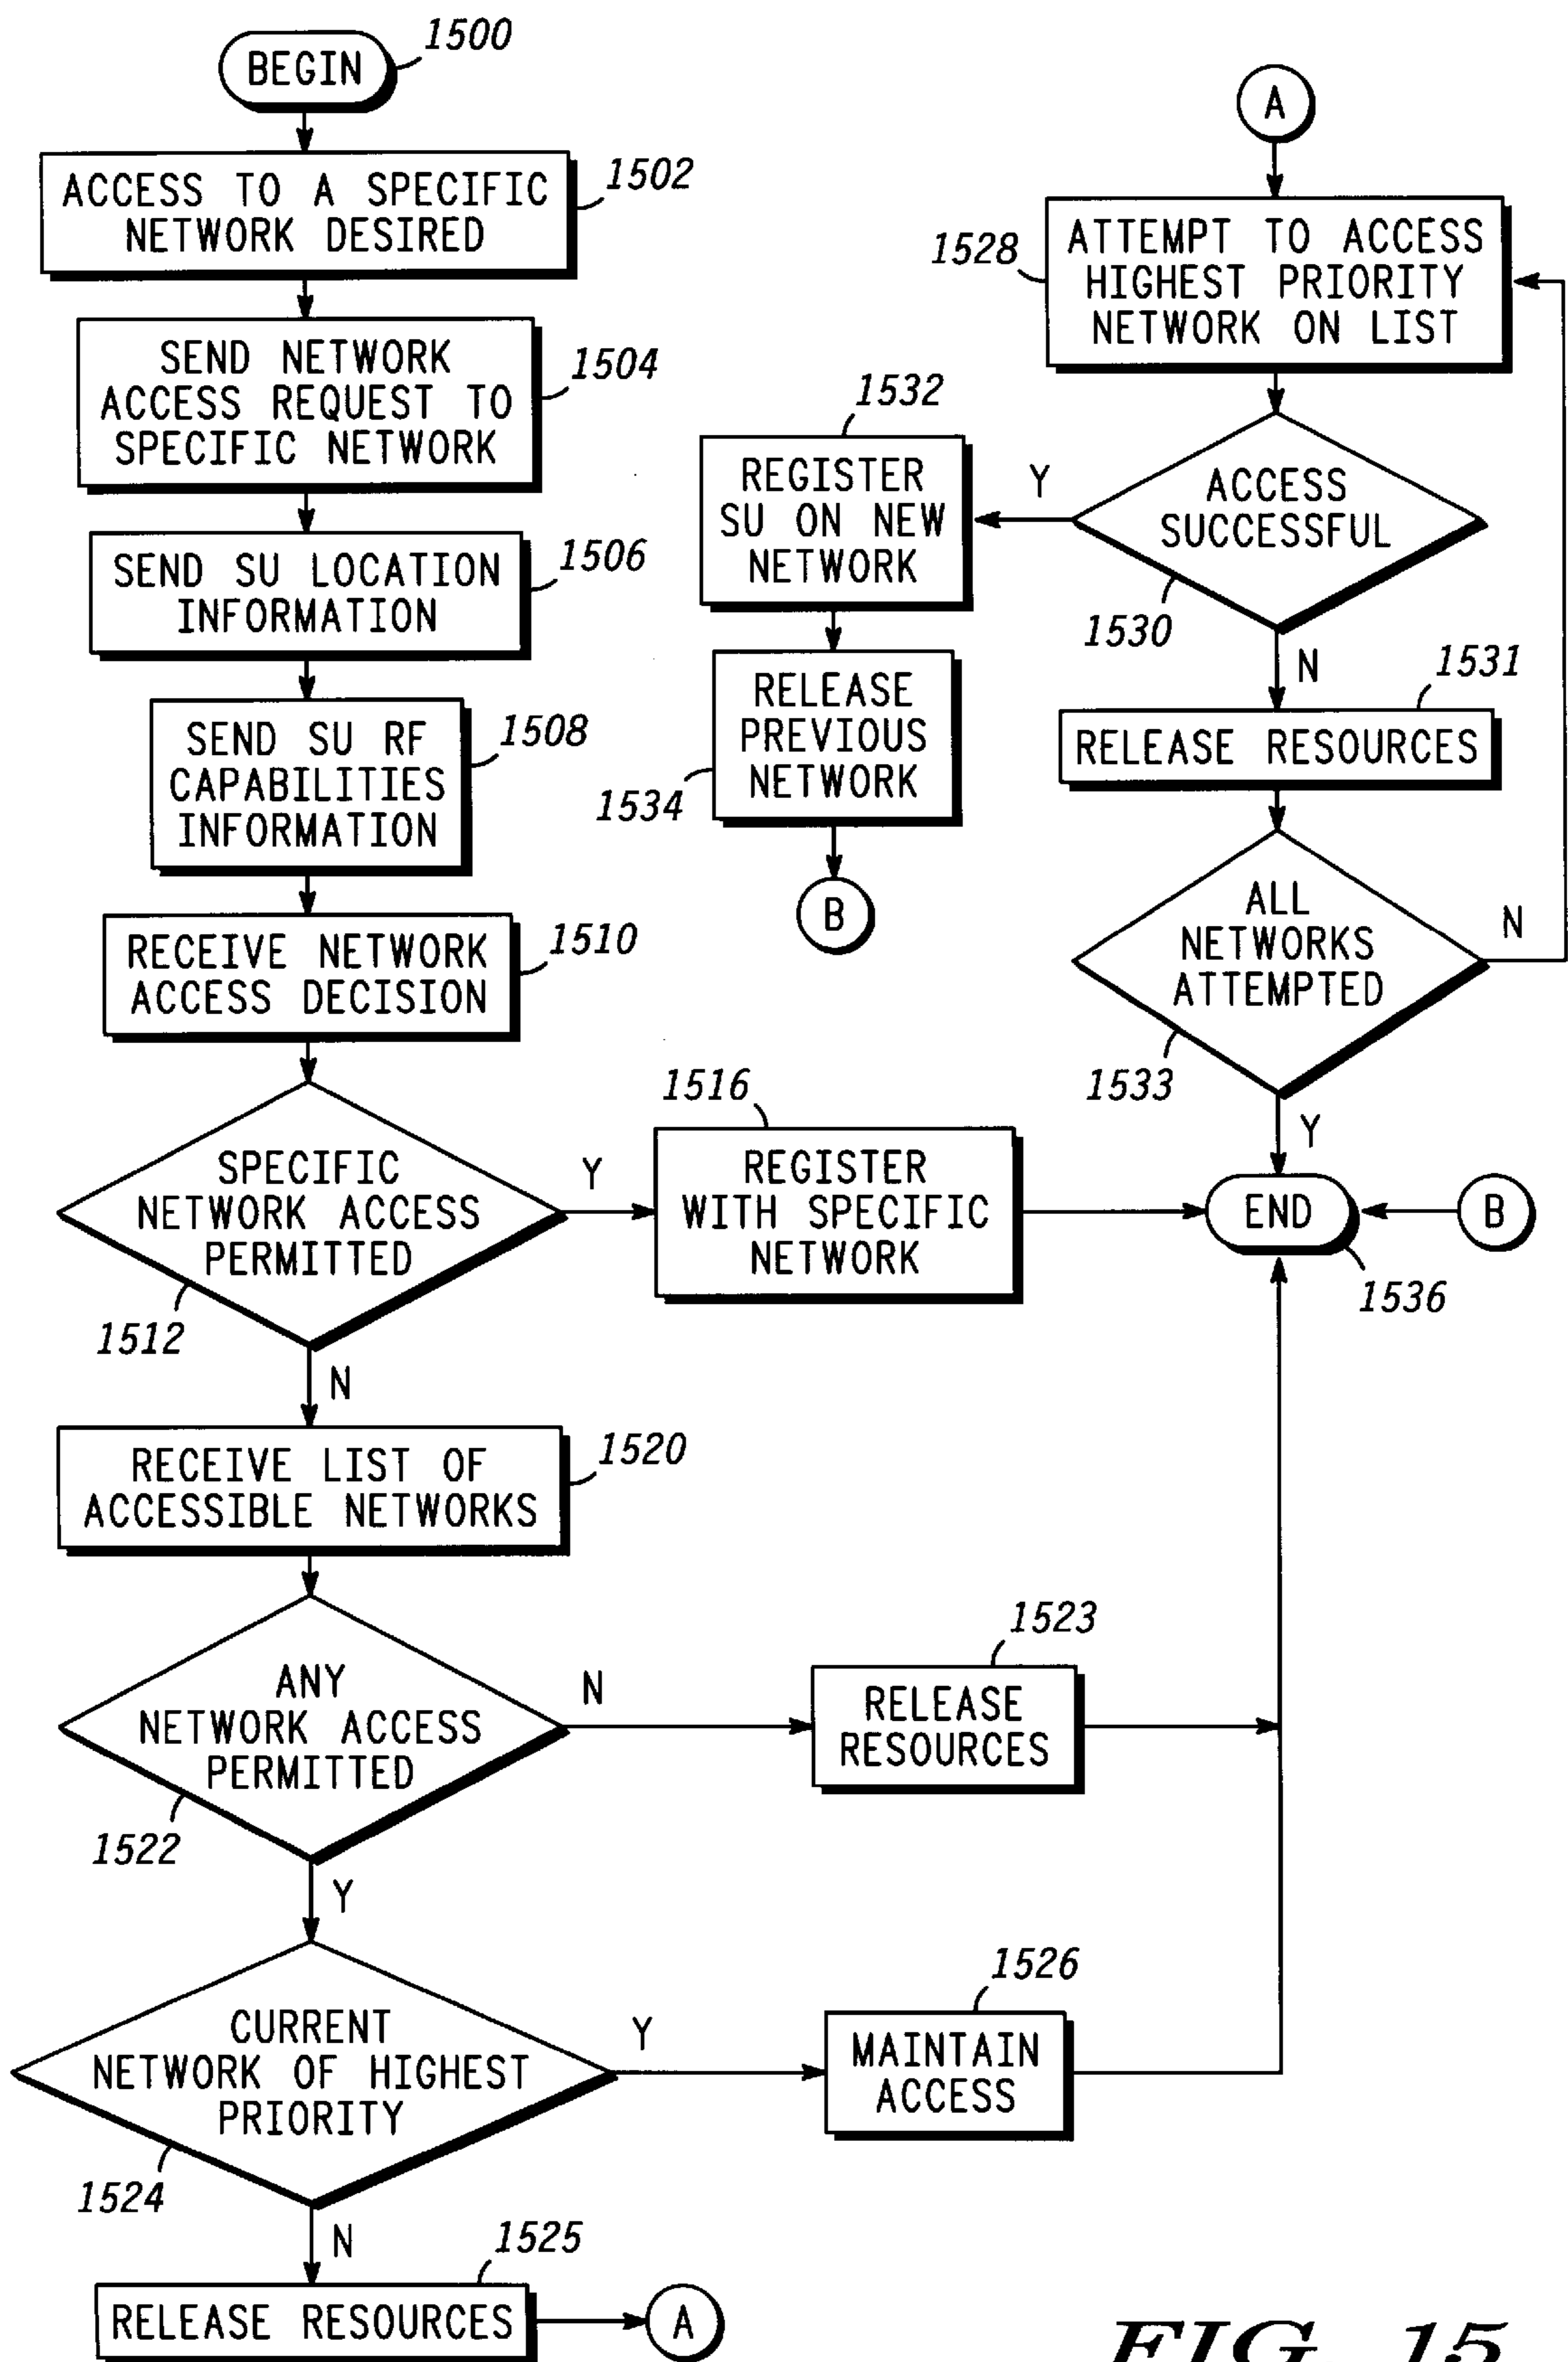 BEGIN
1500
ACCESS TO A SPECIFIC
NETWORK DESIRED
1502
SEND NETWORK
ACCESS REQUEST TO
SPECIFIC NETWORK
1504
SEND SU LOCATION
INFORMATION
1506
SEND SU RF
CAPABILITIES
INFORMATION
1508
RECEIVE NETWORK
ACCESS DECISION
1510
SPECIFIC
NETWORK ACCESS
PERMITTED
1512
Y
N
1516
REGISTER
WITH SPECIFIC
NETWORK
RECEIVE LIST OF
ACCESSIBLE NETWORKS
1520
ANY
NETWORK ACCESS
PERMITTED
1522
N
Y
1523
RELEASE
RESOURCES
CURRENT
NETWORK OF HIGHEST
PRIORITY
1524
Y
N
1526
MAINTAIN
ACCESS
1525
RELEASE RESOURCES
A
A
1528
ATTEMPT TO ACCESS
HIGHEST PRIORITY
NETWORK ON LIST
ACCESS
SUCCESSFUL
1530
Y
N
1532
REGISTER
SU ON NEW
NETWORK
RELEASE
PREVIOUS
NETWORK
1534
B
1531
RELEASE RESOURCES
ALL
NETWORKS
ATTEMPTED
1533
N
Y
END
B
1536
FIG. 15